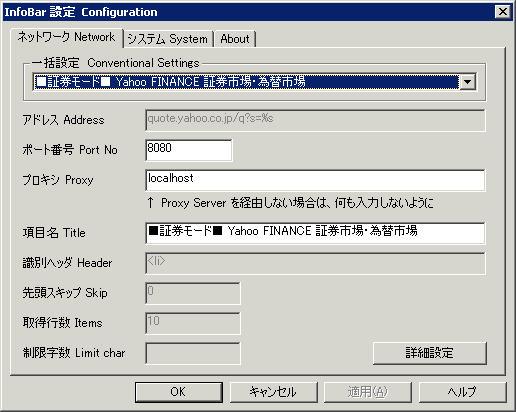 InfoBar 設定 Configuration
ネットワーク Network システム System About
一括設定 Conventional Settings
■証券モード■ Yahoo FINANCE 証券市場・為替市場
アドレス Address quote.yahoo.co.jp/q?s=%s
ポート番号 Port No 8080
プロキシ Proxy localhost
↑ Proxy Server を経由しない場合は、何も入力しないように
項目名 Title ■証券モード■ Yahoo FINANCE 証券市場・為替市場
識別ヘッダ Header <li>
先頭スキップ Skip 0
取得行数 Items 10
制限字数 Limit char
詳細設定
OK キャンセル 適用(A) ヘルプ